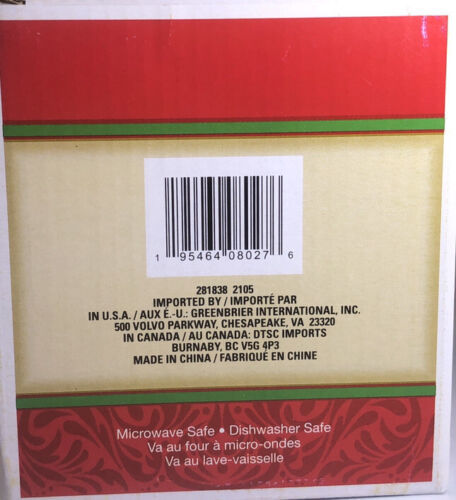 1 95464 08027 6
281838 2105
IMPORTED BY / IMPORTÉ PAR
IN U.S.A. / AUX É.-U.: GREENBRIER INTERNATIONAL, INC.
500 VOLVO PARKWAY, CHESAPEAKE, VA 23320
IN CANADA / AU CANADA: DTSC IMPORTS
BURNABY, BC V5G 4P3
MADE IN CHINA / FABRIQUÉ EN CHINE
Microwave Safe • Dishwasher Safe
Va au four à micro-ondes
Va au lave-vaisselle